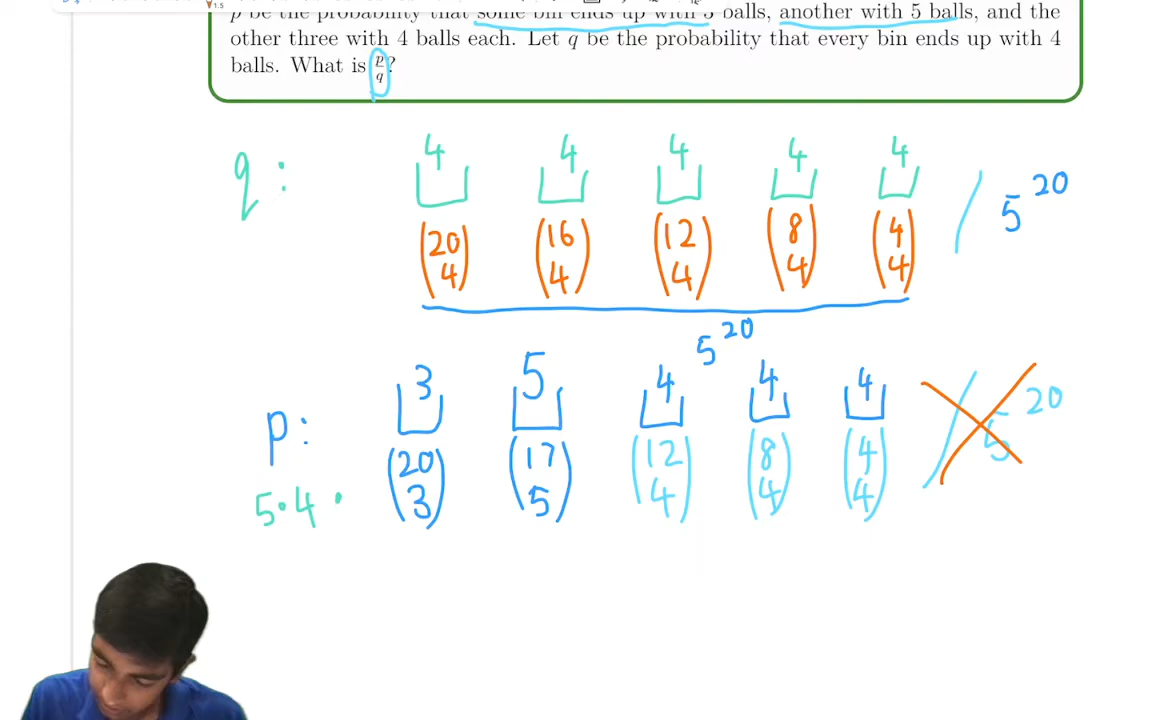 p be the probability that some bin ends up with 3 balls, another with 5 balls, and the
other three with 4 balls each. Let q be the probability that every bin ends up with 4
balls. What is p/q?
q: 4 4 4 4 4
(20 4) (16 4) (12 4) (8 4) (4 4) / 5^20
5^20
p: 3 5 4 4 4 / 5^20
5·4· (20 3) (17 5) (12 4) (8 4) (4 4)